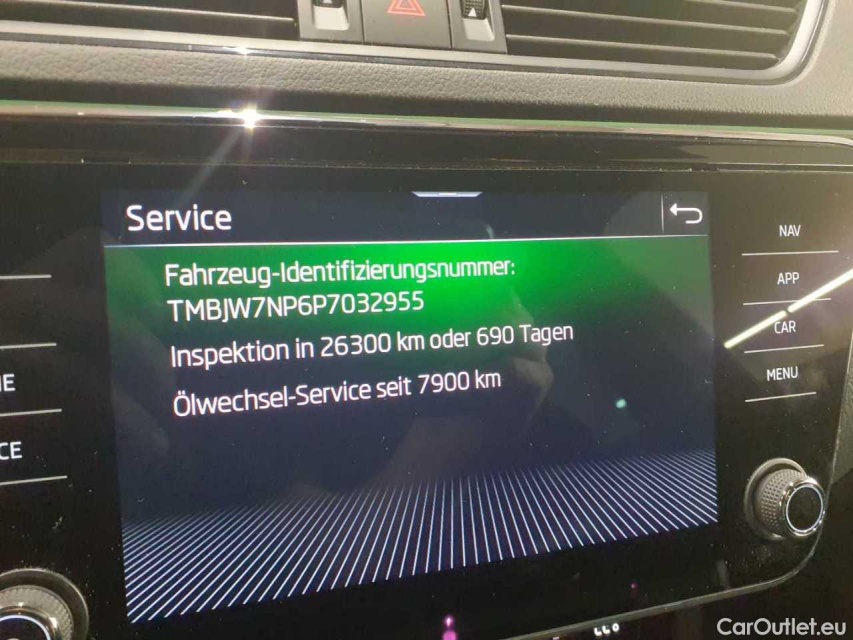 Service
NAV
Fahrzeug-Identifizierungsnummer:
TMBJW7NP6P7032955
APP
Inspektion in 26300 km oder 690 Tagen
CAR
Ölwechsel-Service seit 7900 km
MENU
E
CE
CarOutlet.eu